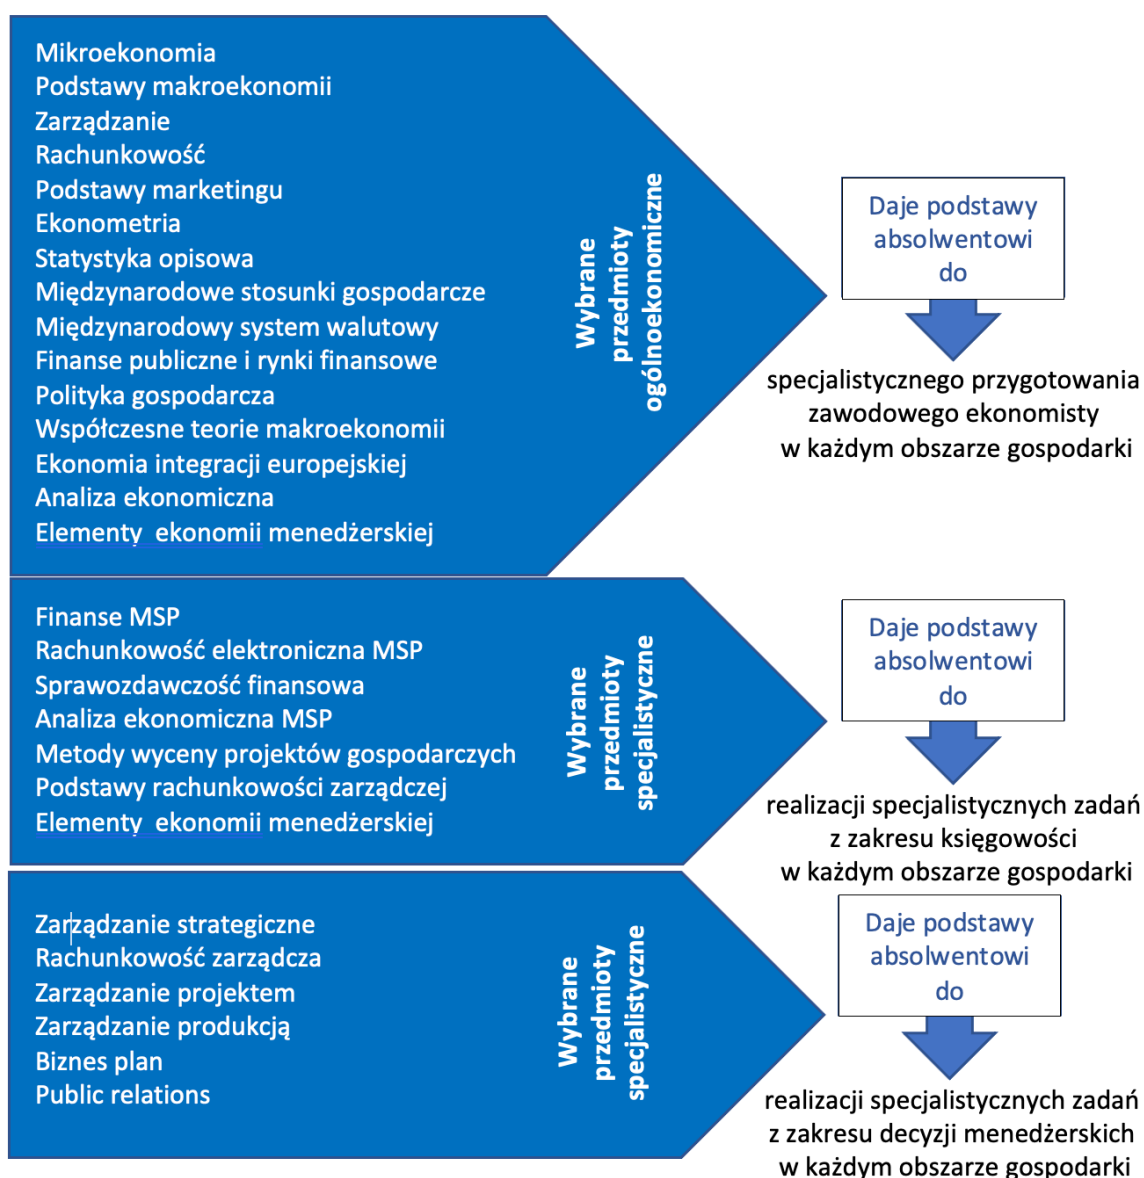 Mikroekonomia
Podstawy makroekonomii
Zarządzanie
Rachunkowość
Podstawy marketingu
Ekonometria
Statystyka opisowa
Międzynarodowe stosunki gospodarcze
Międzynarodowy system walutowy
Finanse publiczne i rynki finansowe
Polityka gospodarcza
Współczesne teorie makroekonomii
Ekonomia integracji europejskiej
Analiza ekonomiczna
Elementy  ekonomii menedżerskiej
Wybrane
przedmioty
ogólnoekonomiczne
Daje podstawy
absolwentowi
do
specjalistycznego przygotowania
zawodowego ekonomisty
w każdym obszarze gospodarki
Finanse MSP
Rachunkowość elektroniczna MSP
Sprawozdawczość finansowa
Analiza ekonomiczna MSP
Metody wyceny projektów gospodarczych
Podstawy rachunkowości zarządczej
Elementy  ekonomii menedżerskiej
Wybrane
przedmioty
specjalistyczne
Daje podstawy
absolwentowi
do
realizacji specjalistycznych zadań
z zakresu księgowości
w każdym obszarze gospodarki
Zarządzanie strategiczne
Rachunkowość zarządcza
Zarządzanie projektem
Zarządzanie produkcją
Biznes plan
Public relations
Wybrane
przedmioty
specjalistyczne
Daje podstawy
absolwentowi
do
realizacji specjalistycznych zadań
z zakresu decyzji menedżerskich
w każdym obszarze gospodarki